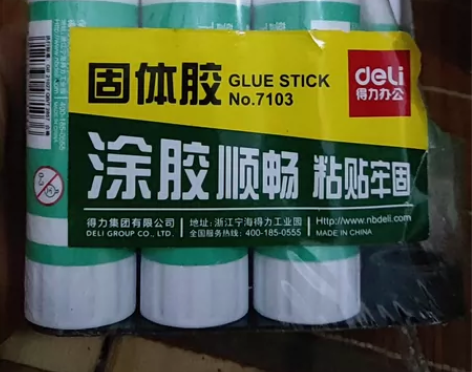 固体胶 GLUE STICK
No.7103
deli
得力办公
涂胶顺畅 粘贴牢固
得力集团有限公司
DELI GROUP CO., LTD.
地址: 浙江宁海得力工业园
全国服务热线: 400-185-0555
Http://www.nbdeli.com
MADE IN CHINA
0-3